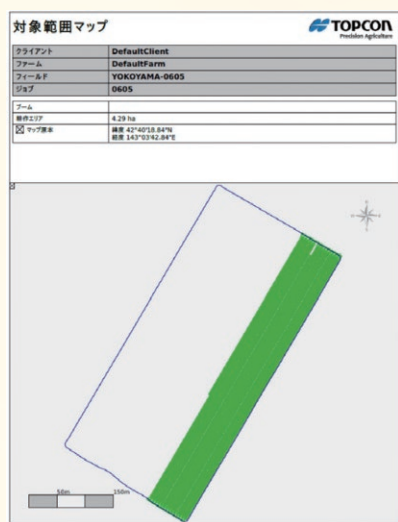 対象範囲マップ
TOPCON
Precision Agriculture
クライアント DefaultClient
ファーム DefaultFarm
フィールド YOKOYAMA-0605
ジョブ 0605
ブーム
耕作エリア 4.29 ha
マップ原本 緯度 42°40'18.84"N
経度 143°03'42.84"E
50m 150m